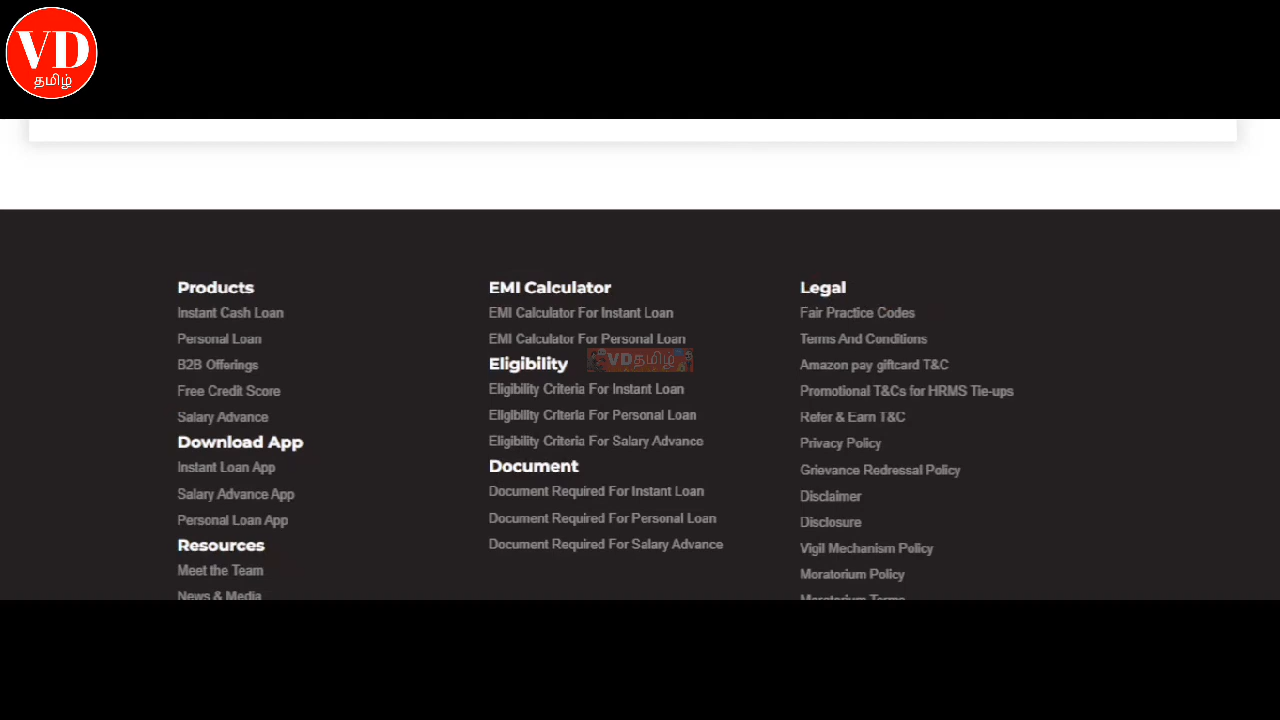 VD
தமிழ்
Products
Instant Cash Loan
Personal Loan
B2B Offerings
Free Credit Score
Salary Advance
Download App
Instant Loan App
Salary Advance App
Personal Loan App
Resources
Meet the Team
News & Media
EMI Calculator
EMI Calculator For Instant Loan
EMI Calculator For Personal Loan
Eligibility
VDதமிழ்
Eligibility Criteria For Instant Loan
Eligibility Criteria For Personal Loan
Eligibility Criteria For Salary Advance
Document
Document Required For Instant Loan
Document Required For Personal Loan
Document Required For Salary Advance
Legal
Fair Practice Codes
Terms And Conditions
Amazon pay giftcard T&C
Promotional T&Cs for HRMS Tie-ups
Refer & Earn T&C
Privacy Policy
Grievance Redressal Policy
Disclaimer
Disclosure
Vigil Mechanism Policy
Moratorium Policy
Moratorium Terms